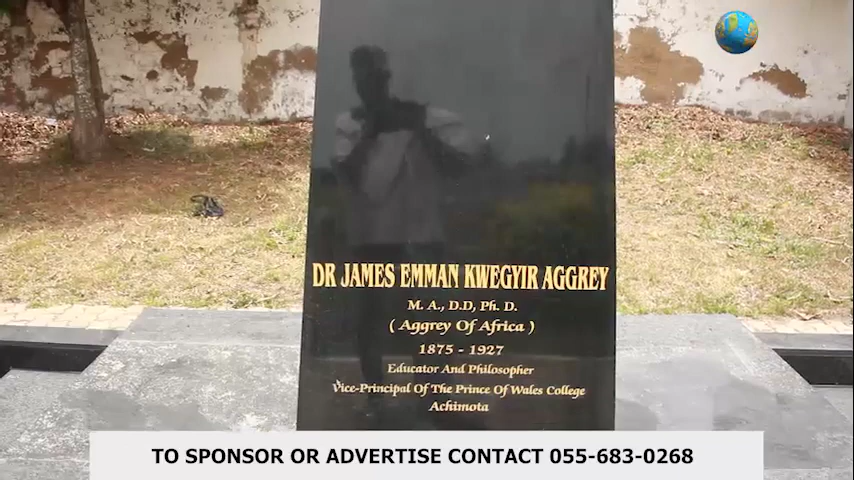 DR JAMES EMMAN KWEGYIR AGGREY
M. A., D.D, Ph. D.
( Aggrey Of Africa )
1875 - 1927
Educator And Philosopher
Vice-Principal Of The Prince Of Wales College
Achimota
TO SPONSOR OR ADVERTISE CONTACT 055-683-0268